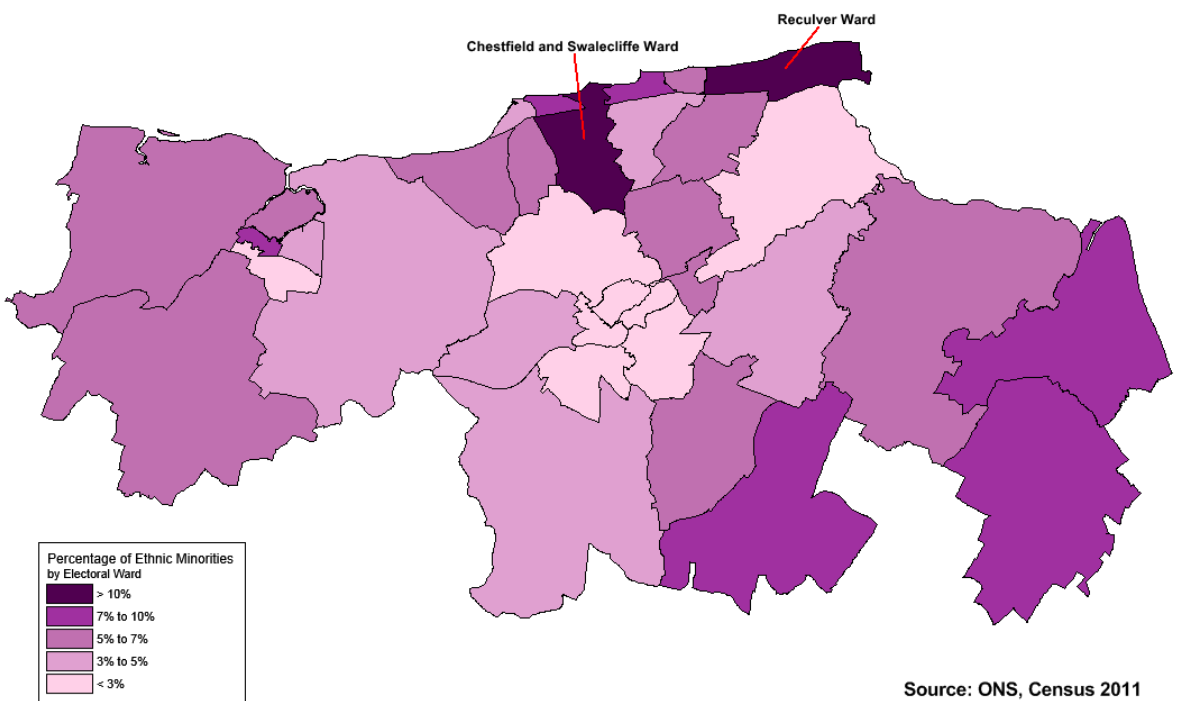 Reculver Ward
Chestfield and Swalecliffe Ward
Percentage of Ethnic Minorities
by Electoral Ward
> 10%
7% to 10%
5% to 7%
3% to 5%
< 3%
Source: ONS, Census 2011